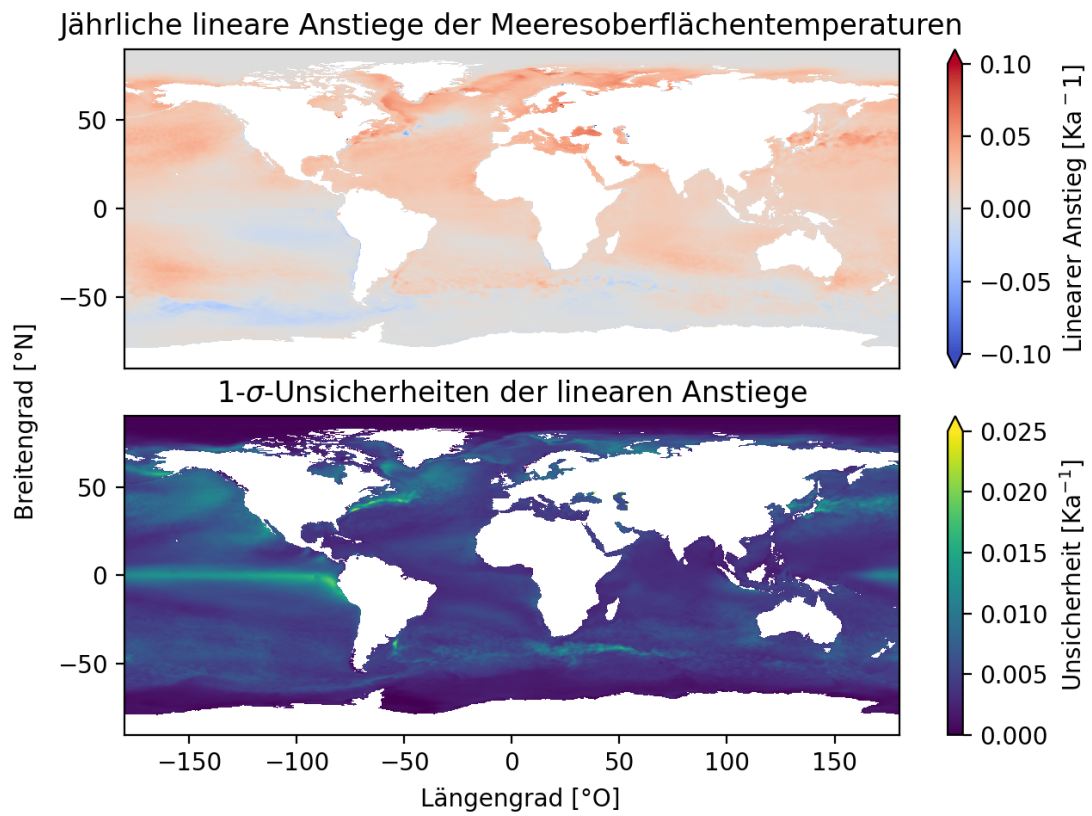 Jährliche lineare Anstiege der Meeresoberflächentemperaturen
50
0
−50
0.10
0.05
0.00
−0.05
−0.10
Linearer Anstieg [Ka − 1]
1-σ-Unsicherheiten der linearen Anstiege
50
0
−50
−150 −100 −50 0 50 100 150
Längengrad [°O]
Breitengrad [°N]
0.025
0.020
0.015
0.010
0.005
0.000
Unsicherheit [Ka⁻¹]